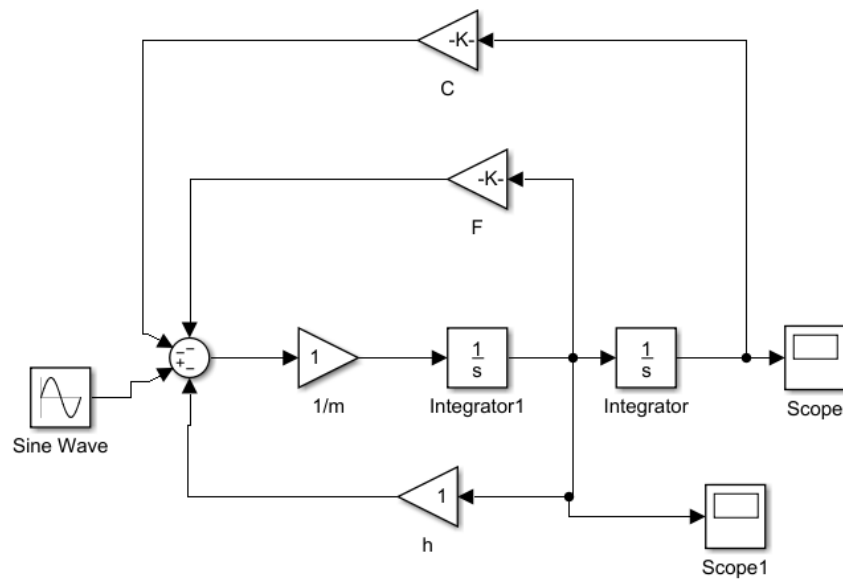 -K-
C
-K-
F
− −
+ −
1
1/m
1
s
Integrator1
1
s
Integrator
Scope
Sine Wave
1
h
Scope1